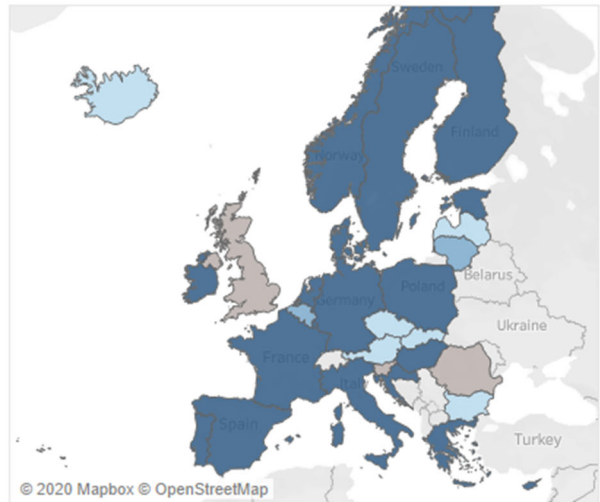 Sweden
Finland
Norway
Belarus
Germany
Poland
Ukraine
France
Italy
Spain
Turkey
© 2020 Mapbox © OpenStreetMap